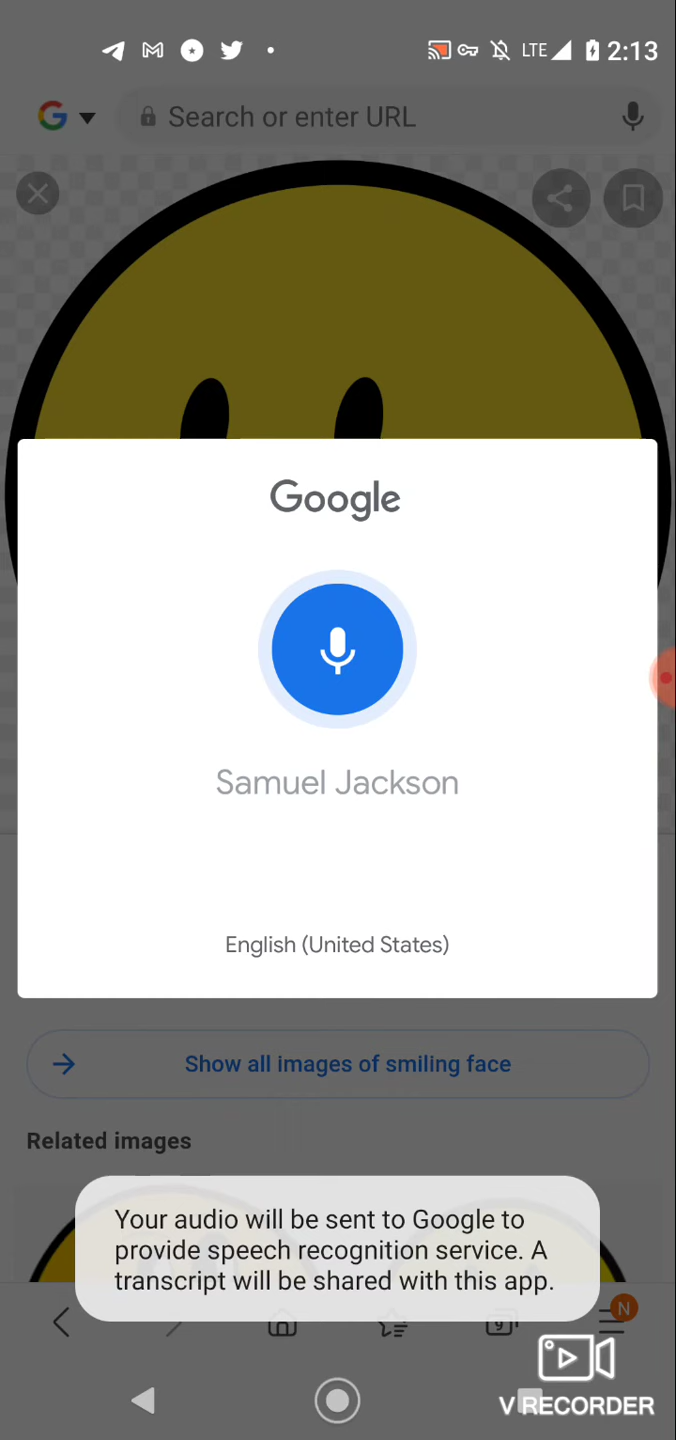 LTE 2:13
G Search or enter URL
Google
Samuel Jackson
English (United States)
Show all images of smiling face
Related images
Your audio will be sent to Google to
provide speech recognition service. A
transcript will be shared with this app.
9 N
V RECORDER